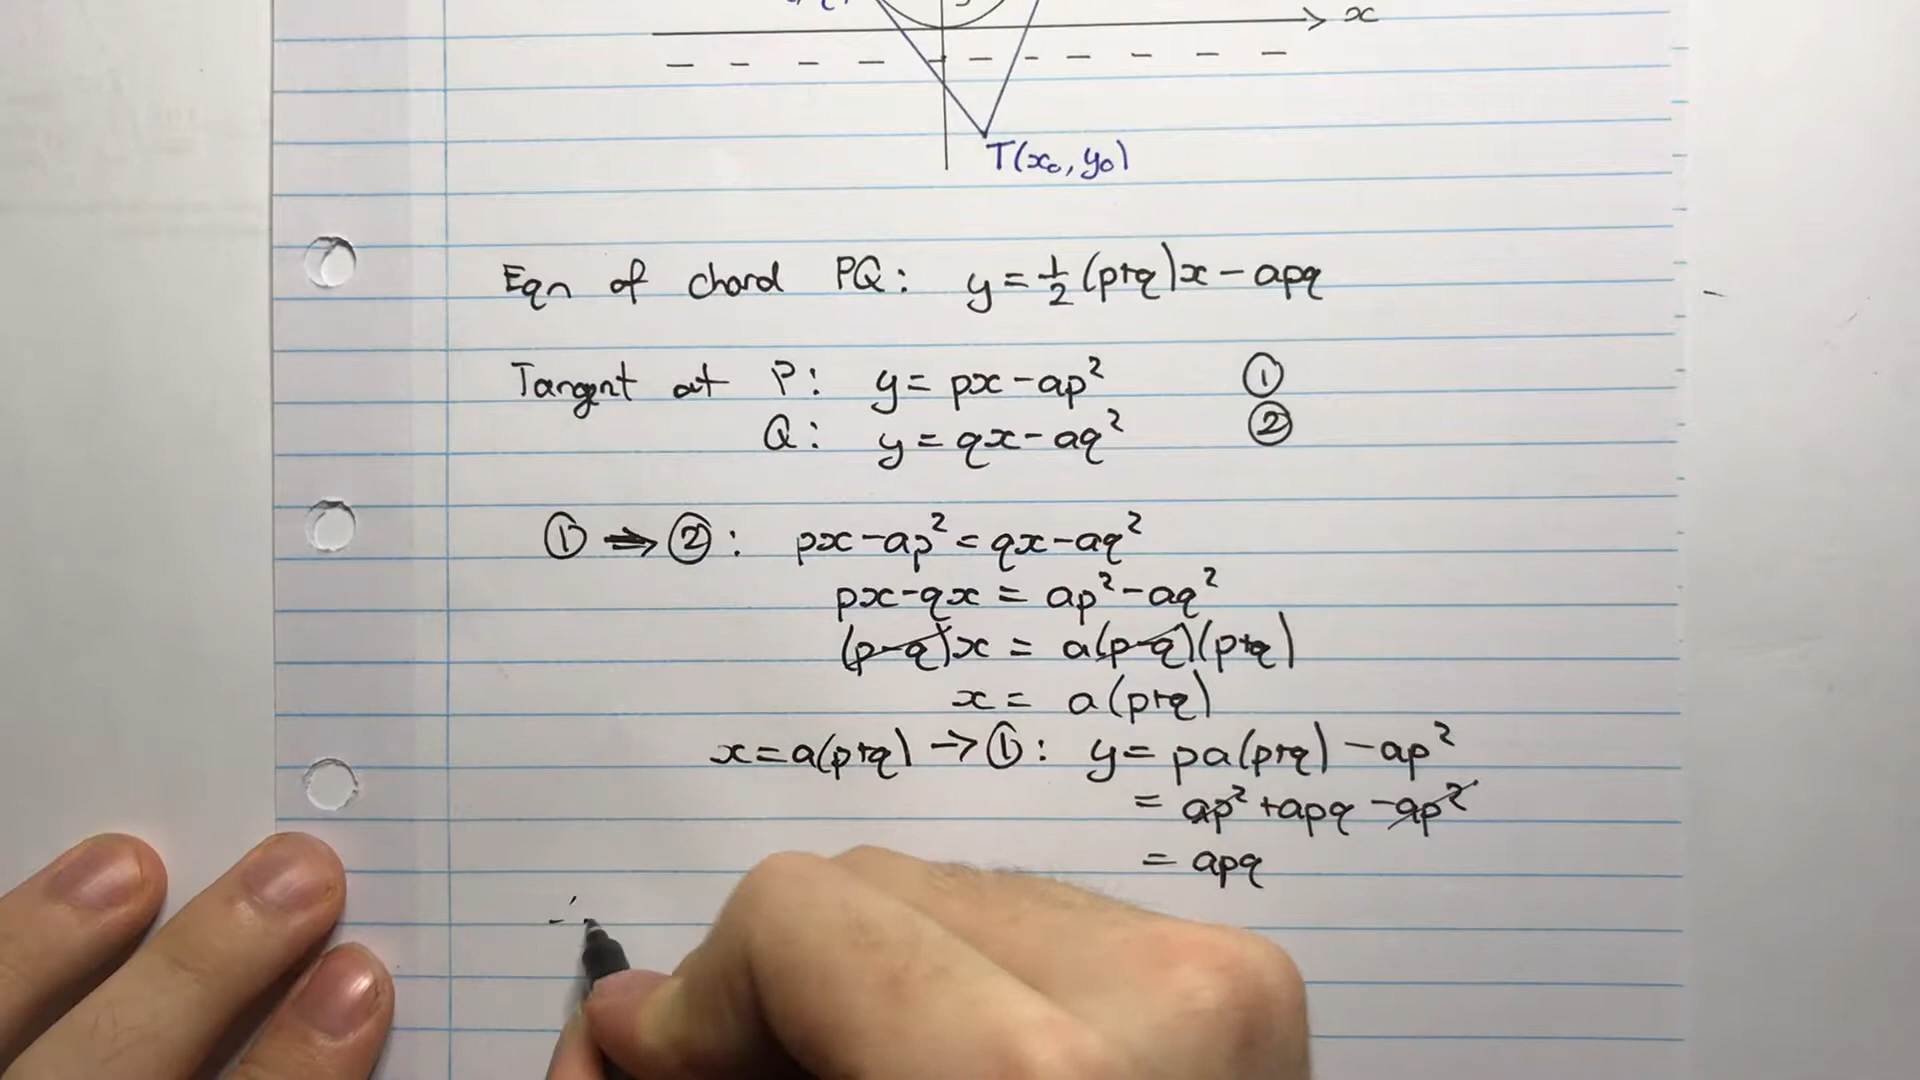 x
T(x₀, y₀)
Eqn of chord PQ: y = ½(p+q)x - apq
Tangent at P: y = px - ap² ①
Q: y = qx - aq² ②
① → ②: px - ap² = qx - aq²
px - qx = ap² - aq²
(p-q)x = a(p-q)(p+q)
x = a(p+q)
x = a(p+q) → ①: y = pa(p+q) - ap²
= ap² + apq - ap²
= apq